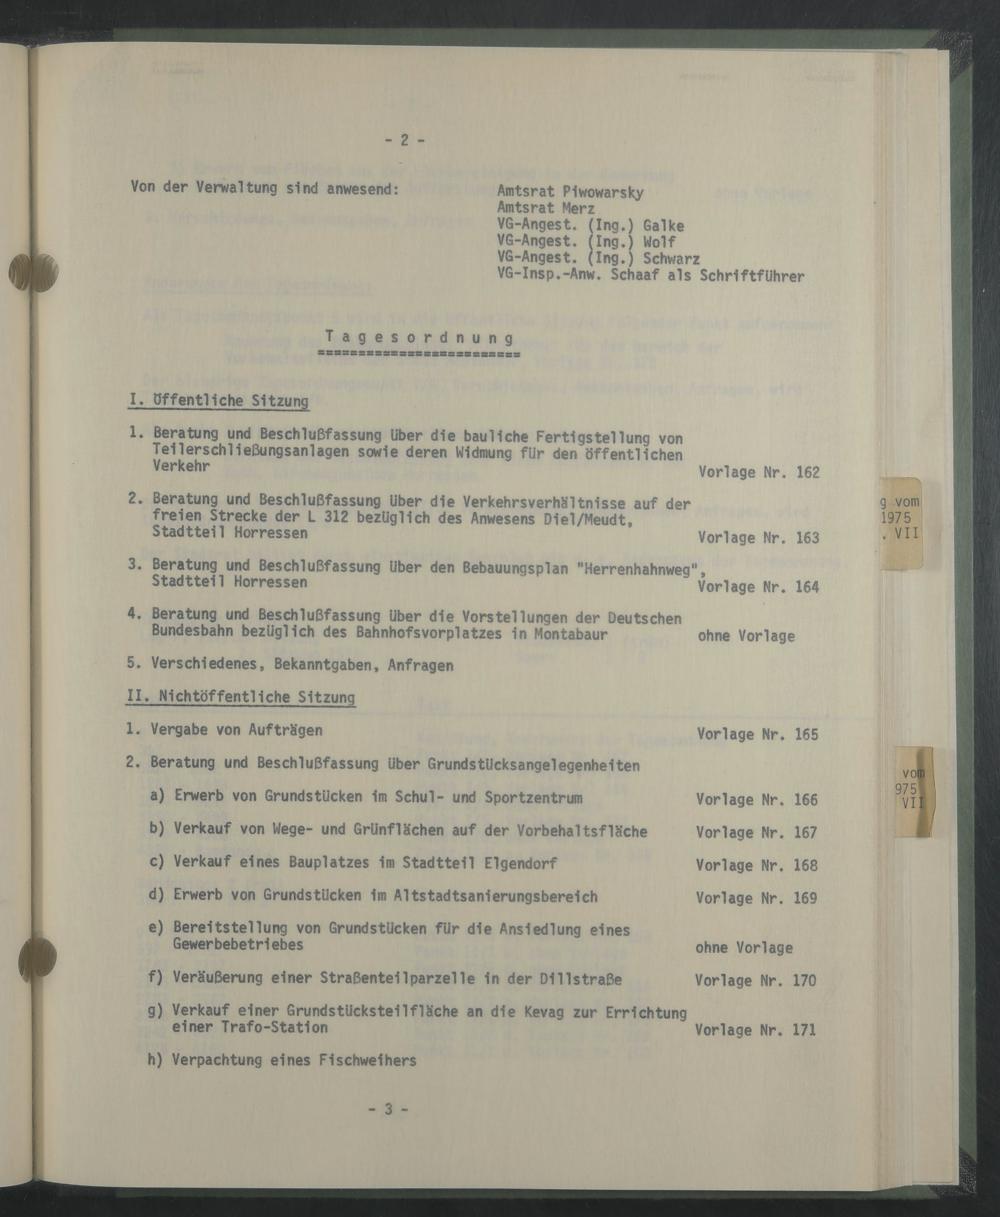 - 2 -
Von der Verwaltung sind anwesend:
Amtsrat Piwowarsky
Amtsrat Merz
VG-Angest. (Ing.) Galke
VG-Angest. (Ing.) Wolf
VG-Angest. (Ing.) Schwarz
VG-Insp.-Anw. Schaaf als Schriftführer
T a g e s o r d n u n g
=========================
I. Öffentliche Sitzung
1. Beratung und Beschlußfassung über die bauliche Fertigstellung von
Teilerschließungsanlagen sowie deren Widmung für den öffentlichen
Verkehr Vorlage Nr. 162
2. Beratung und Beschlußfassung über die Verkehrsverhältnisse auf der
freien Strecke der L 312 bezüglich des Anwesens Diel/Meudt,
Stadtteil Horressen Vorlage Nr. 163
3. Beratung und Beschlußfassung über den Bebauungsplan "Herrenhahnweg",
Stadtteil Horressen Vorlage Nr. 164
4. Beratung und Beschlußfassung über die Vorstellungen der Deutschen
Bundesbahn bezüglich des Bahnhofsvorplatzes in Montabaur ohne Vorlage
5. Verschiedenes, Bekanntgaben, Anfragen
II. Nichtöffentliche Sitzung
1. Vergabe von Aufträgen Vorlage Nr. 165
2. Beratung und Beschlußfassung über Grundstücksangelegenheiten
a) Erwerb von Grundstücken im Schul- und Sportzentrum Vorlage Nr. 166
b) Verkauf von Wege- und Grünflächen auf der Vorbehaltsfläche Vorlage Nr. 167
c) Verkauf eines Bauplatzes im Stadtteil Elgendorf Vorlage Nr. 168
d) Erwerb von Grundstücken im Altstadtsanierungsbereich Vorlage Nr. 169
e) Bereitstellung von Grundstücken für die Ansiedlung eines
Gewerbebetriebes ohne Vorlage
f) Veräußerung einer Straßenteilparzelle in der Dillstraße Vorlage Nr. 170
g) Verkauf einer Grundstücksteilfläche an die Kevag zur Errichtung
einer Trafo-Station Vorlage Nr. 171
h) Verpachtung eines Fischweihers
- 3 -
g vom
1975
. VII
vom
975
VII